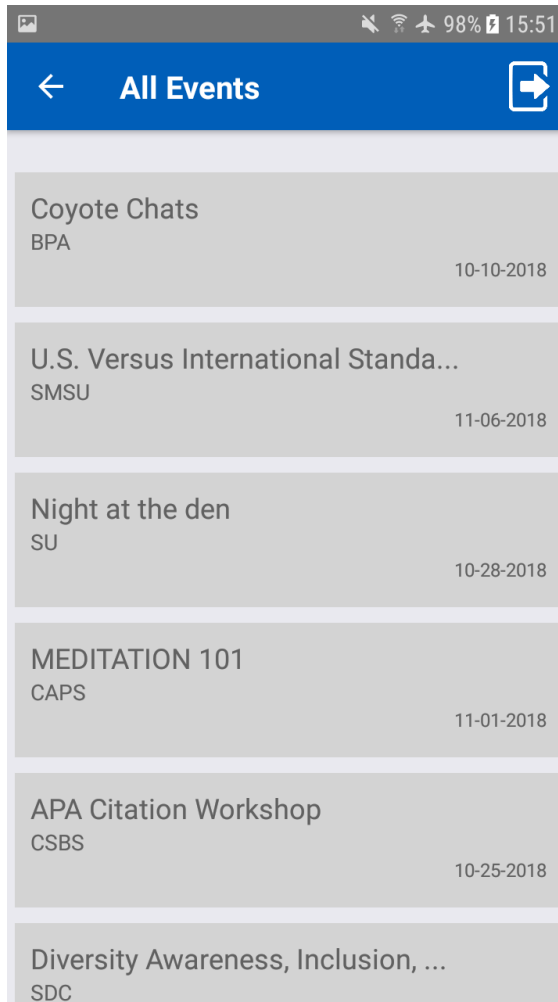 98% 15:51
All Events
Coyote Chats
BPA
10-10-2018
U.S. Versus International Standa...
SMSU
11-06-2018
Night at the den
SU
10-28-2018
MEDITATION 101
CAPS
11-01-2018
APA Citation Workshop
CSBS
10-25-2018
Diversity Awareness, Inclusion, ...
SDC